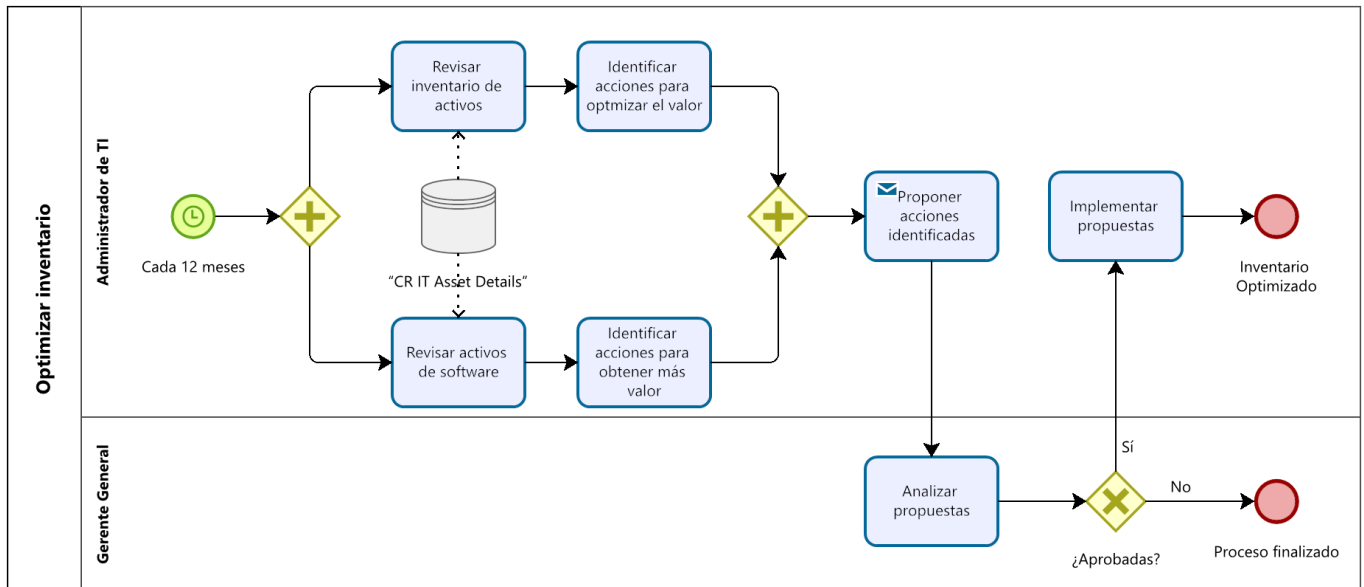 Optimizar inventario
Administrador de TI
Gerente General
Cada 12 meses
Revisar
inventario de
activos
Identificar
acciones para
optmizar el valor
“CR IT Asset Details“
Revisar activos
de software
Identificar
acciones para
obtener más
valor
Proponer
acciones
identificadas
Implementar
propuestas
Inventario
Optimizado
Analizar
propuestas
¿Aprobadas?
Sí
No
Proceso finalizado